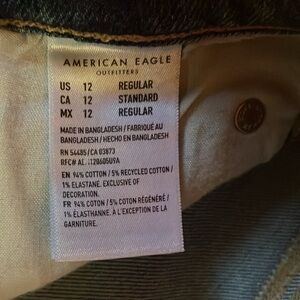 AMERICAN EAGLE
OUTFITTERS
US 12 REGULAR
CA 12 STANDARD
MX 12 REGULAR
MADE IN BANGLADESH / FABRIQUÉ AU
BANGLADESH / HECHO EN BANGLADESH
RN 54485 / CA 03873
RFC# AL
EN: 94% COTTON / 5% RECYCLED COTTON /
1% ELASTANE. EXCLUSIVE OF
DECORATION.
FR: 94% COTON / 5% COTON RÉGÉNÉRÉ /
1% ÉLASTHANNE. À L'EXCEPTION DE LA
GARNITURE.